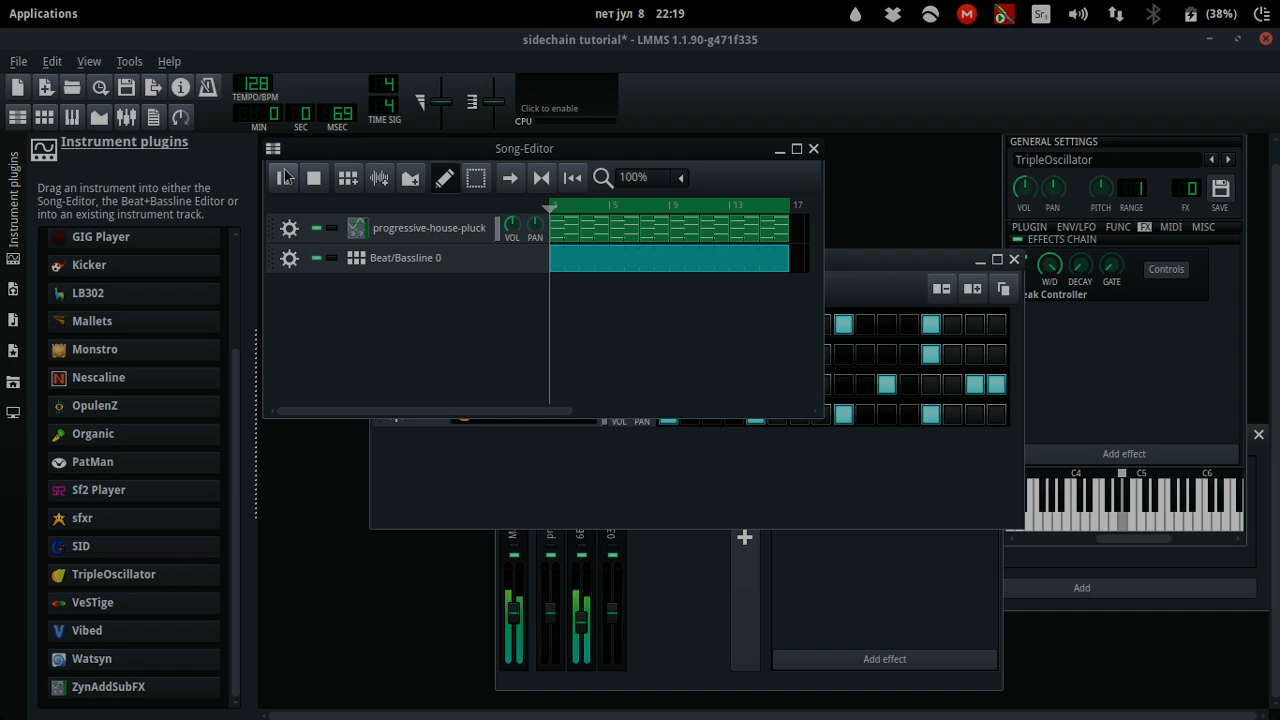 Applications
пет јул 8 22:19
Sr₁
(38%)
sidechain tutorial* - LMMS 1.1.90-g471f335
File Edit View Tools Help
128
TEMPO/BPM
0 0 69
MIN SEC MSEC
4
4
TIME SIG
Click to enable
CPU
Instrument plugins
Instrument plugins
Drag an instrument into either the
Song-Editor, the Beat+Bassline Editor or
into an existing instrument track.
GIG Player
Kicker
LB302
Mallets
Monstro
Nescaline
OpulenZ
Organic
PatMan
Sf2 Player
sfxr
SID
TripleOscillator
VeSTige
Vibed
Watsyn
ZynAddSubFX
Song-Editor
100%
1 5 9 13 17
progressive-house-pluck
VOL PAN
Beat/Bassline 0
VOL PAN
GENERAL SETTINGS
TripleOscillator
1 0
VOL PAN PITCH RANGE FX SAVE
PLUGIN ENV/LFO FUNC FX MIDI MISC
EFFECTS CHAIN
W/D DECAY GATE
Controls
eak Controller
Add effect
C4 C5 C6
Add
Add effect